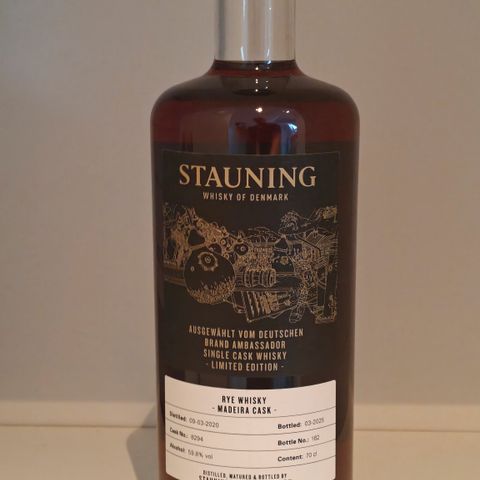 STAUNING
WHISKY OF DENMARK
AUSGEWÄHLT VOM DEUTSCHEN
BRAND AMBASSADOR
SINGLE CASK WHISKY
- LIMITED EDITION -
RYE WHISKY
- MADEIRA CASK -
Distilled: 09-03-2020 Bottled: 03-2025
Cask No.: 9294 Bottle No.: 162
Alcohol: 59.8% vol Content: 70 cl
DISTILLED, MATURED & BOTTLED BY